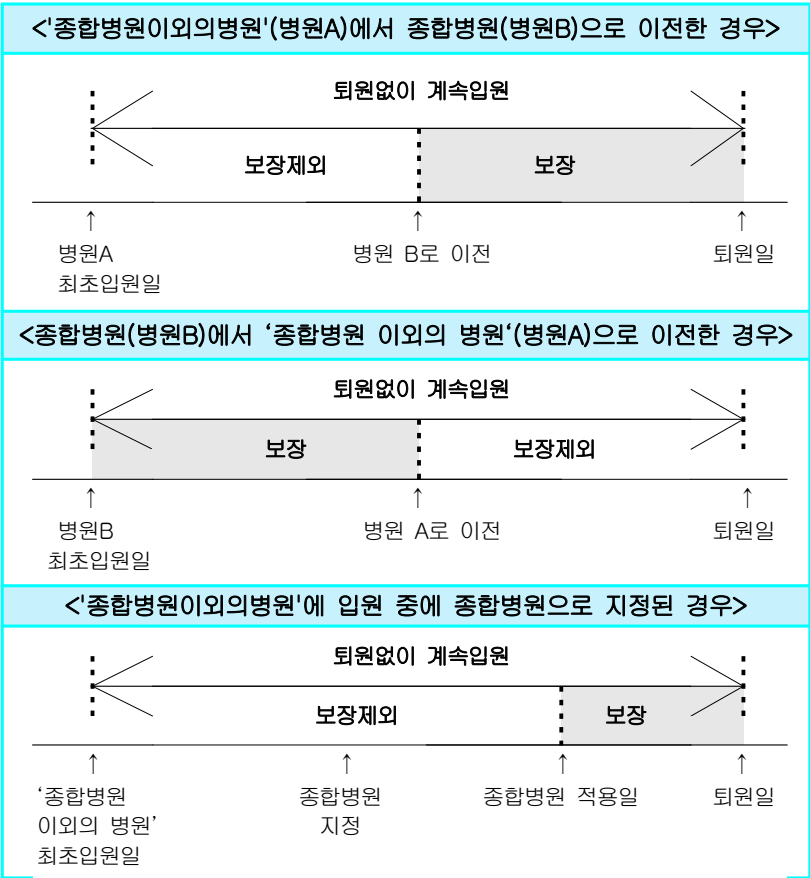 <'종합병원이외의병원'(병원A)에서 종합병원(병원B)으로 이전한 경우>
퇴원없이 계속입원
보장제외
보장
↑ ↑ ↑
병원A 병원 B로 이전 퇴원일
최초입원일
<종합병원(병원B)에서 ‘종합병원 이외의 병원‘(병원A)으로 이전한 경우>
퇴원없이 계속입원
보장
보장제외
↑ ↑ ↑
병원B 병원 A로 이전 퇴원일
최초입원일
<'종합병원이외의병원'에 입원 중에 종합병원으로 지정된 경우>
퇴원없이 계속입원
보장제외
보장
↑ ↑ ↑ ↑
‘종합병원 종합병원 종합병원 적용일 퇴원일
이외의 병원’ 지정
최초입원일